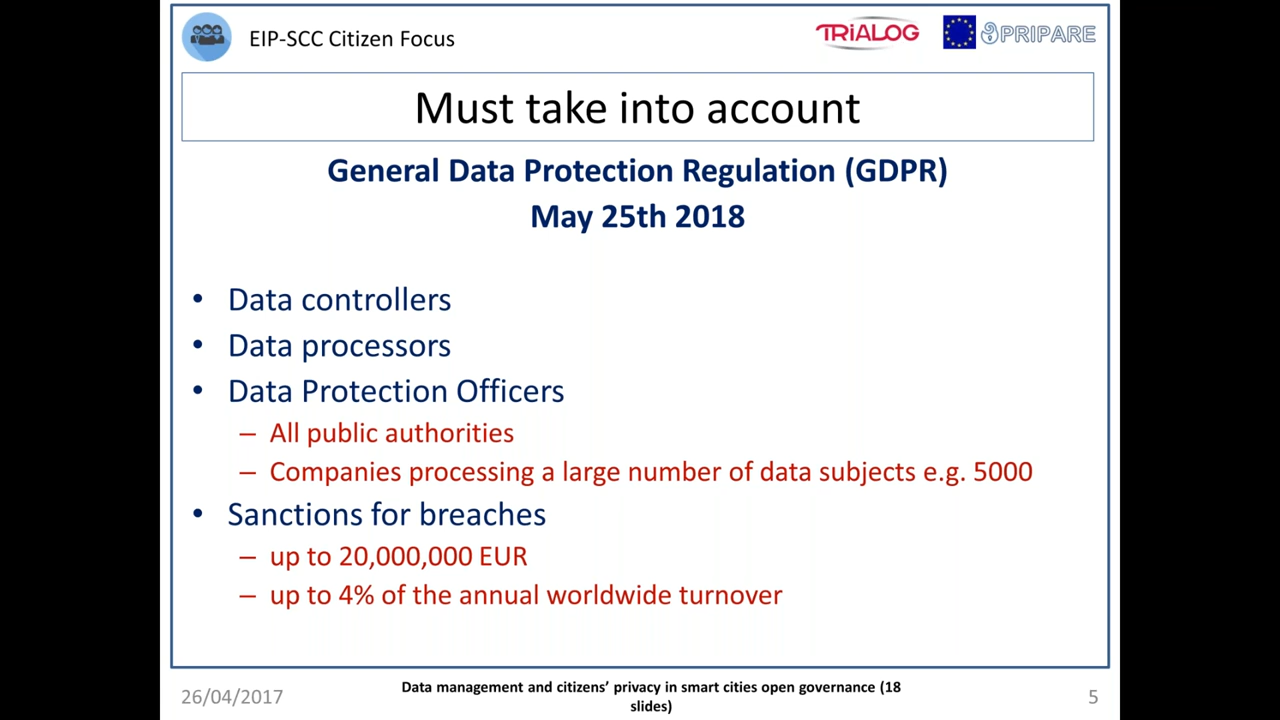 EIP-SCC Citizen Focus
TRiALOG
PRIPARE
Must take into account
General Data Protection Regulation (GDPR)
May 25th 2018
• Data controllers
• Data processors
• Data Protection Officers
– All public authorities
– Companies processing a large number of data subjects e.g. 5000
• Sanctions for breaches
– up to 20,000,000 EUR
– up to 4% of the annual worldwide turnover
26/04/2017
Data management and citizens’ privacy in smart cities open governance (18
slides)
5